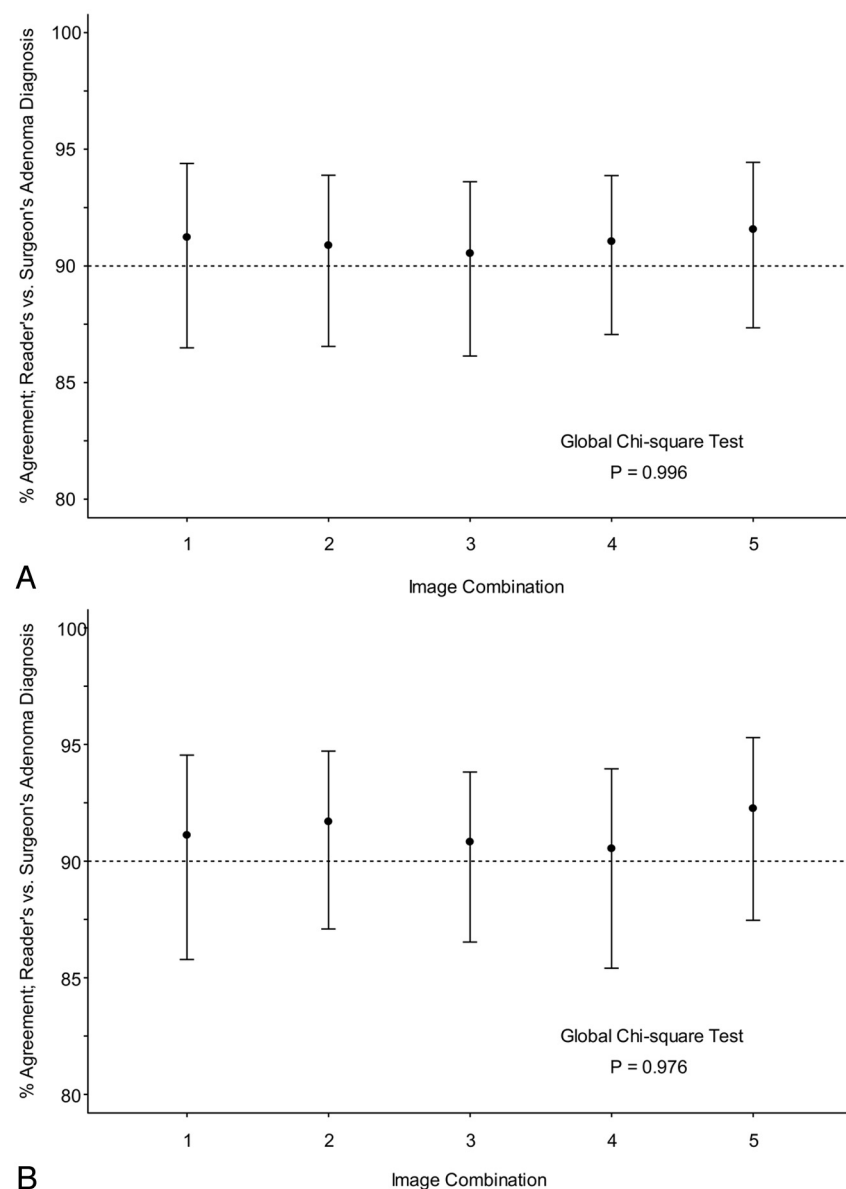 % Agreement; Reader's vs. Surgeon's Adenoma Diagnosis
100
95
90
85
80
Global Chi-square Test
P = 0.996
1 2 3 4 5
Image Combination
A
% Agreement; Reader's vs. Surgeon's Adenoma Diagnosis
100
95
90
85
80
Global Chi-square Test
P = 0.976
1 2 3 4 5
Image Combination
B